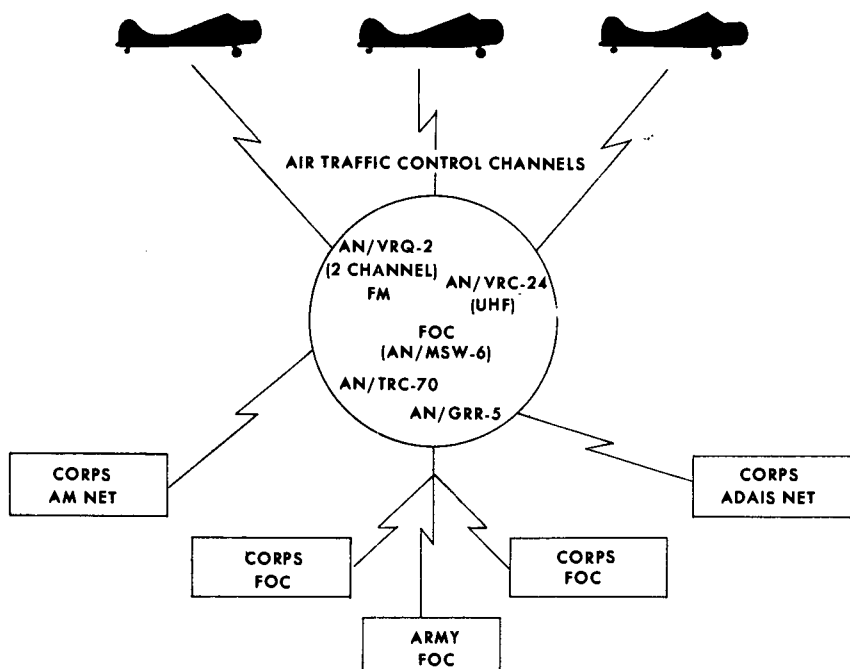 AIR TRAFFIC CONTROL CHANNELS
AN/VRQ-2
(2 CHANNEL)
FM
AN/VRC-24
(UHF)
FOC
(AN/MSW-6)
AN/TRC-70
AN/GRR-5
CORPS
AM NET
CORPS
ADAIS NET
CORPS
FOC
CORPS
FOC
ARMY
FOC